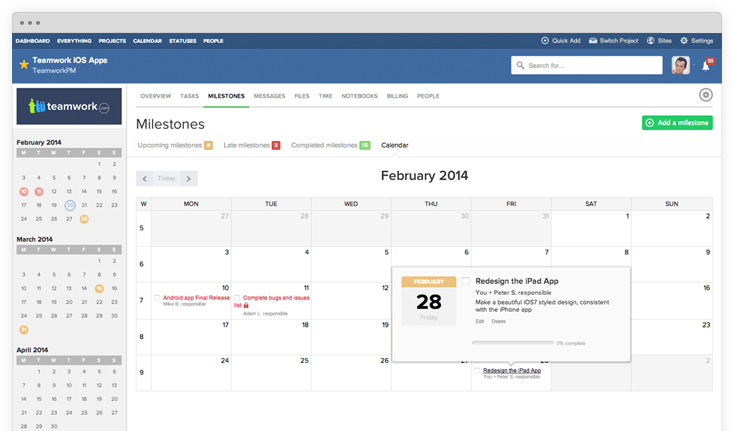 DASHBOARD EVERYTHING PROJECTS CALENDAR STATUSES PEOPLE Quick Add Switch Project Sites Settings
Teamwork iOS Apps
TeamworkPM
Search for...
55
teamwork.com
OVERVIEW TASKS MILESTONES MESSAGES FILES TIME NOTEBOOKS BILLING PEOPLE
Milestones
Add a milestone
Upcoming milestones 4 Late milestones 2 Completed milestones 15 Calendar
Today
February 2014
W MON TUE WED THU FRI SAT SUN
5 27 28 29 30 31 1 2
6 3 4 5 6 7 8 9
7 10 11 12 16
Android app Final Release
Mike B. responsible
Complete bugs and issues
list
Adam L. responsible
8 17 18 19 23
9 24 25 26 27 28 1 2
Redesign the iPad App
You + Peter S. responsible
FEBRUARY
28
Friday
Redesign the iPad App
You + Peter S. responsible
Make a beautiful iOS7 styled design, consistent
with the iPhone app
Edit Delete
0% complete
February 2014
M T W T F S S
1 2
3 4 5 6 7 8 9
10 11 12 13 14 15 16
17 18 19 20 21 22 23
24 25 26 27 28
March 2014
M T W T F S S
1 2
3 4 5 6 7 8 9
10 11 12 13 14 15 16
17 18 19 20 21 22 23
24 25 26 27 28 29 30
31
April 2014
M T W T F S S
1 2 3 4 5 6
7 8 9 10 11 12 13
14 15 16 17 18 19 20
21 22 23 24 25 26 27
28 29 30